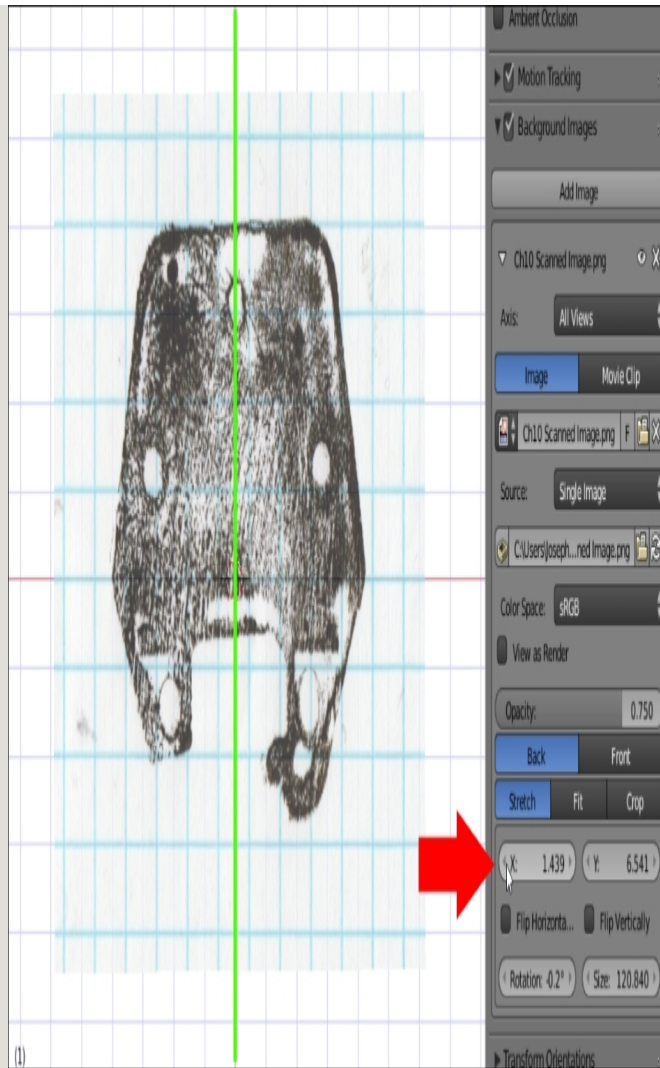 Ambient Occlusion
Motion Tracking
Background Images
Add Image
Ch10 Scanned Image.png
Axis: All Views
Image Movie Clip
Ch10 Scanned Image.png F
Source: Single Image
C:\Users\Joseph...ned Image.png
Color Space: sRGB
View as Render
Opacity: 0.750
Back Front
Stretch Fit Crop
X: 1.439 Y: 6.541
Flip Horizonta... Flip Vertically
Rotation: -0.2° Size: 120.840
(1)
Transform Orientations